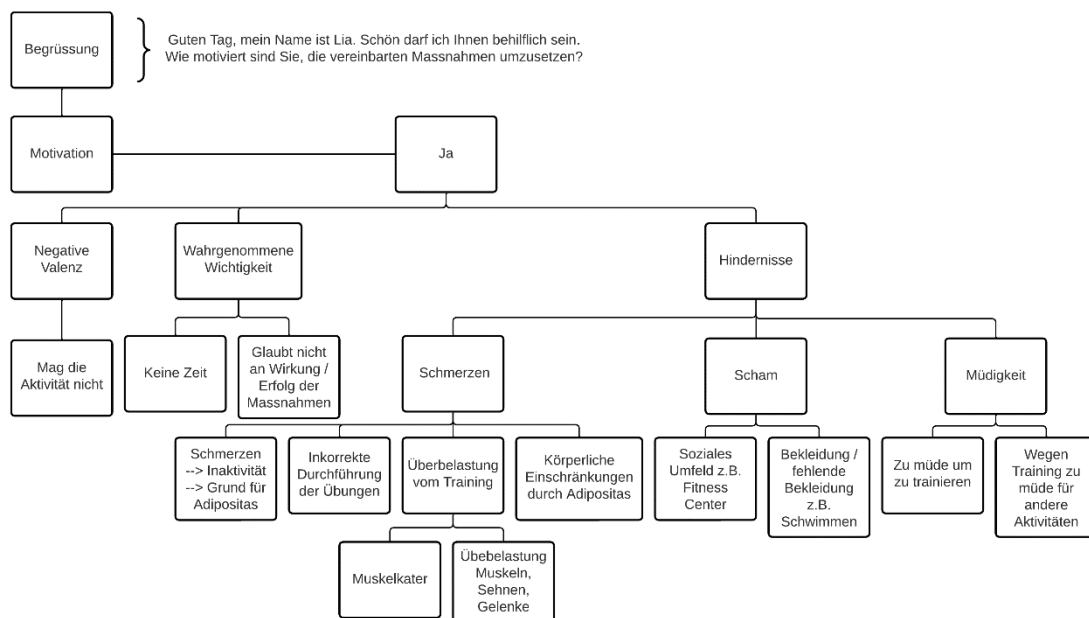 Begrüssung
Guten Tag, mein Name ist Lia. Schön darf ich Ihnen behilflich sein.
Wie motiviert sind Sie, die vereinbarten Massnahmen umzusetzen?
Motivation
Ja
Negative
Valenz
Wahrgenommene
Wichtigkeit
Hindernisse
Mag die
Aktivität nicht
Keine Zeit
Glaubt nicht
an Wirkung /
Erfolg der
Massnahmen
Schmerzen
Scham
Müdigkeit
Schmerzen
--> Inaktivität
--> Grund für
Adipositas
Inkorrekte
Durchführung
der Übungen
Überbelastung
vom Training
Körperliche
Einschränkungen
durch Adipositas
Soziales
Umfeld z.B.
Fitness
Center
Bekleidung /
fehlende
Bekleidung
z.B.
Schwimmen
Zu müde um
zu trainieren
Wegen
Training zu
müde für
andere
Aktivitäten
Muskelkater
Übebelastung
Muskeln,
Sehnen,
Gelenke